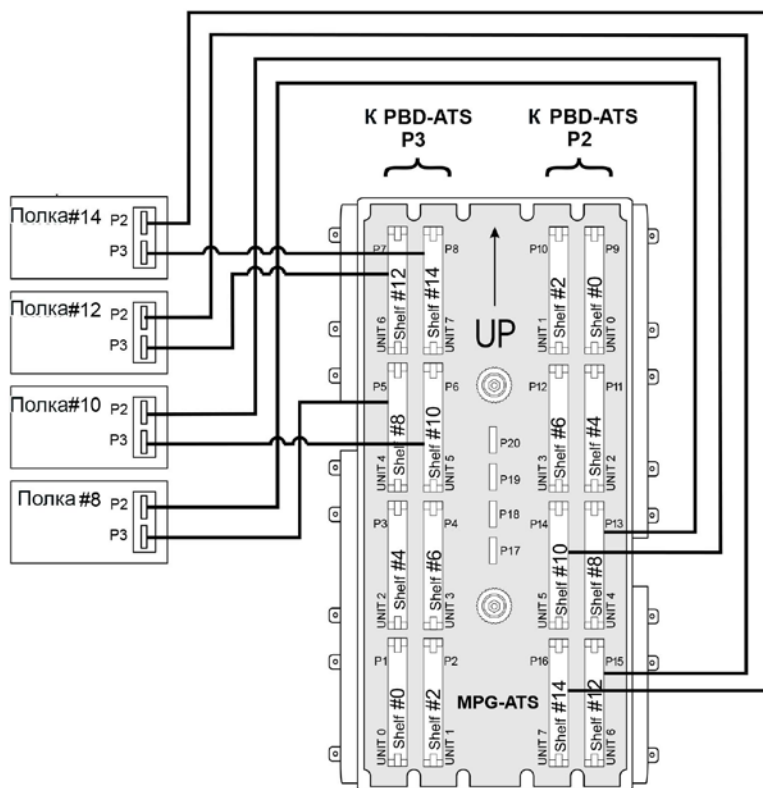 К PBD-ATS
P3
К PBD-ATS
P2
Полка#14
P2
P3
Полка#12
P2
P3
Полка#10
P2
P3
Полка #8
P2
P3
P7
Shelf #12
UNIT 6
P8
Shelf #14
UNIT 7
UP
P10
Shelf #2
UNIT 1
P9
Shelf #0
UNIT 0
P5
Shelf #8
UNIT 4
P6
Shelf #10
UNIT 5
P20
P19
P18
P17
P12
Shelf #6
UNIT 3
P11
Shelf #4
UNIT 2
P3
Shelf #4
UNIT 2
P4
Shelf #6
UNIT 3
P14
Shelf #10
UNIT 5
P13
Shelf #8
UNIT 4
P1
Shelf #0
UNIT 0
P2
Shelf #2
UNIT 1
MPG-ATS
P16
Shelf #14
UNIT 7
P15
Shelf #12
UNIT 6